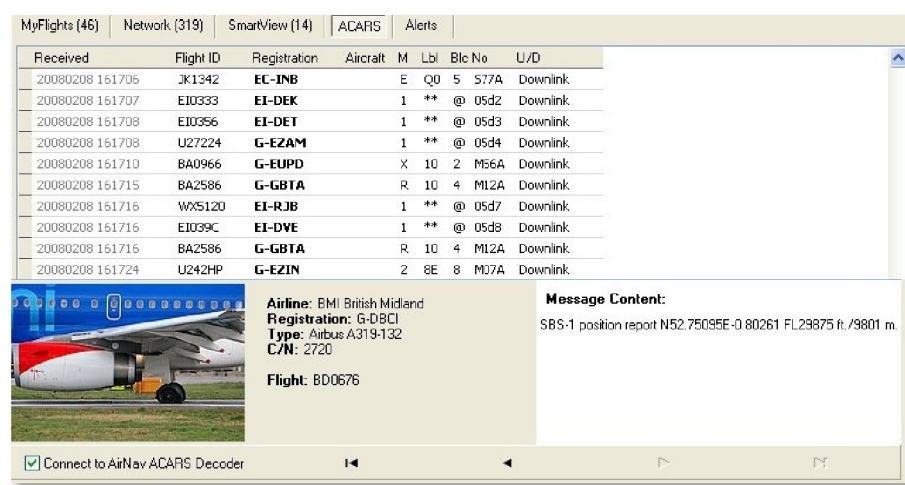 MyFlights (46) Network (319) SmartView (14) ACARS Alerts
Received Flight ID Registration Aircraft M Lbl Blc No U/D
20080208 161706 JK1342 EC-INB E Q0 5 S77A Downlink
20080208 161707 EI0333 EI-DEK 1 ** @ 05d2 Downlink
20080208 161708 EI0356 EI-DET 1 ** @ 05d3 Downlink
20080208 161708 U27224 G-EZAM 1 ** @ 05d4 Downlink
20080208 161710 BA0966 G-EUPD X 10 2 M56A Downlink
20080208 161715 BA2586 G-GBTA R 10 4 M12A Downlink
20080208 161716 WX5120 EI-RJB 1 ** @ 05d7 Downlink
20080208 161716 EI039C EI-DVE 1 ** @ 05d8 Downlink
20080208 161716 BA2586 G-GBTA R 10 4 M12A Downlink
20080208 161724 U242HP G-EZIN 2 8E 8 M07A Downlink
Airline: BMI British Midland
Registration: G-DBCI
Type: Airbus A319-132
C/N: 2720
Flight: BD0676
Message Content:
SBS-1 position report N52.75095E-0.80261 FL29875 ft./9801 m.
Connect to AirNav ACARS Decoder